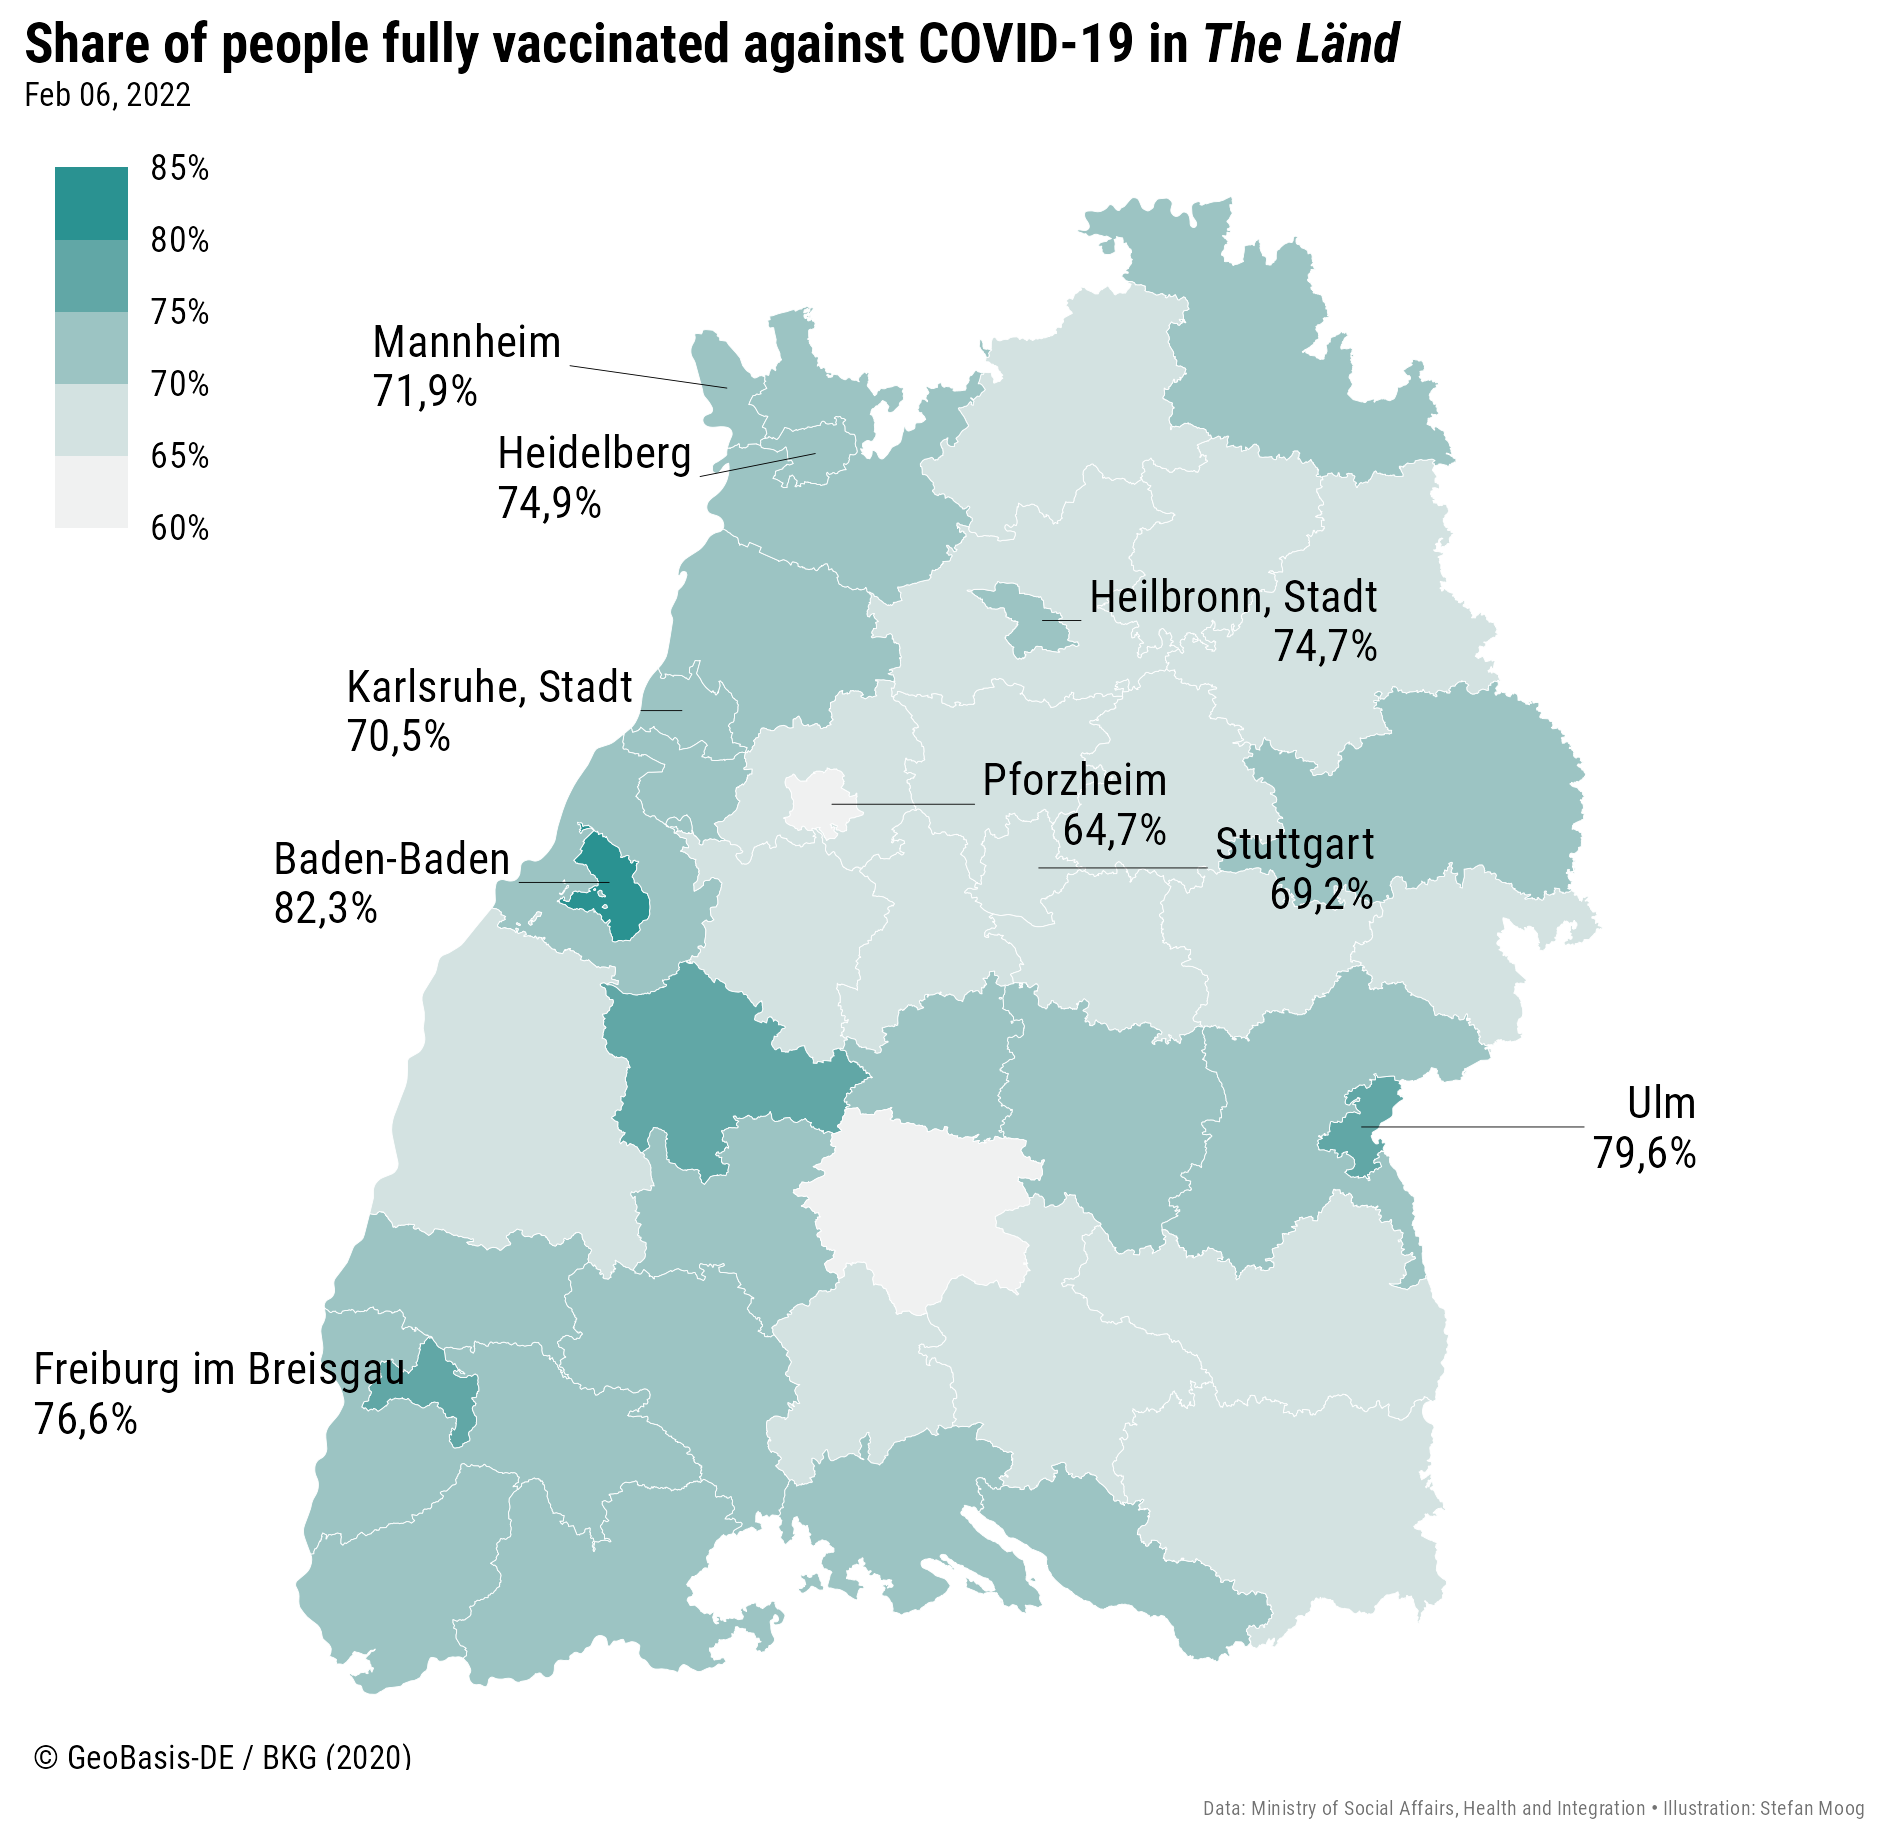 Share of people fully vaccinated against COVID-19 in The Länd
Feb 06, 2022
85%
80%
75%
70%
65%
60%
Mannheim
71,9%
Heidelberg
74,9%
Heilbronn, Stadt
74,7%
Karlsruhe, Stadt
70,5%
Pforzheim
64,7%
Stuttgart
69,2%
Baden-Baden
82,3%
Ulm
79,6%
Freiburg im Breisgau
76,6%
© GeoBasis-DE / BKG (2020)
Data: Ministry of Social Affairs, Health and Integration • Illustration: Stefan Moog